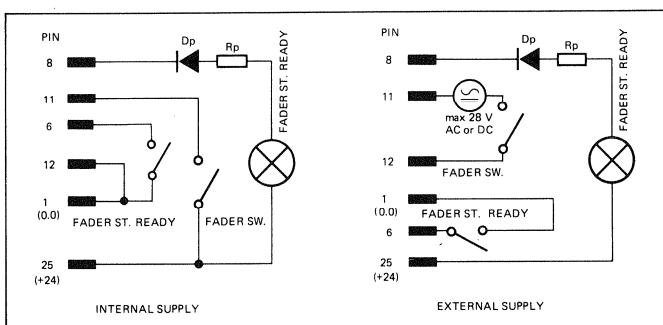 PIN
Dp
Rp
8
FADER ST. READY
11
6
12
1
(0.0)
FADER ST. READY
FADER SW.
25
(+24)
INTERNAL SUPPLY
PIN
Dp
Rp
8
FADER ST. READY
11
max 28 V
AC or DC
12
FADER SW.
1
(0.0)
FADER ST. READY
6
25
(+24)
EXTERNAL SUPPLY